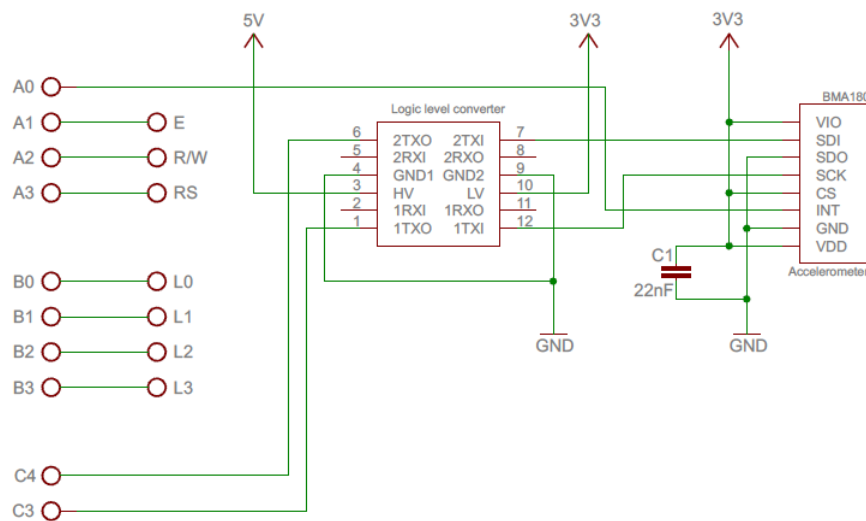 5V 3V3 3V3
A0
A1 E
A2 R/W
A3 RS
B0 L0
B1 L1
B2 L2
B3 L3
C4
C3
Logic level converter
6 2TXO 2TXI 7
5 2RXI 2RXO 8
4 GND1 GND2 9
3 HV LV 10
2 1RXI 1RXO 11
1 1TXO 1TXI 12
GND
C1
22nF
GND
BMA180
VIO
SDI
SDO
SCK
CS
INT
GND
VDD
Accelerometer